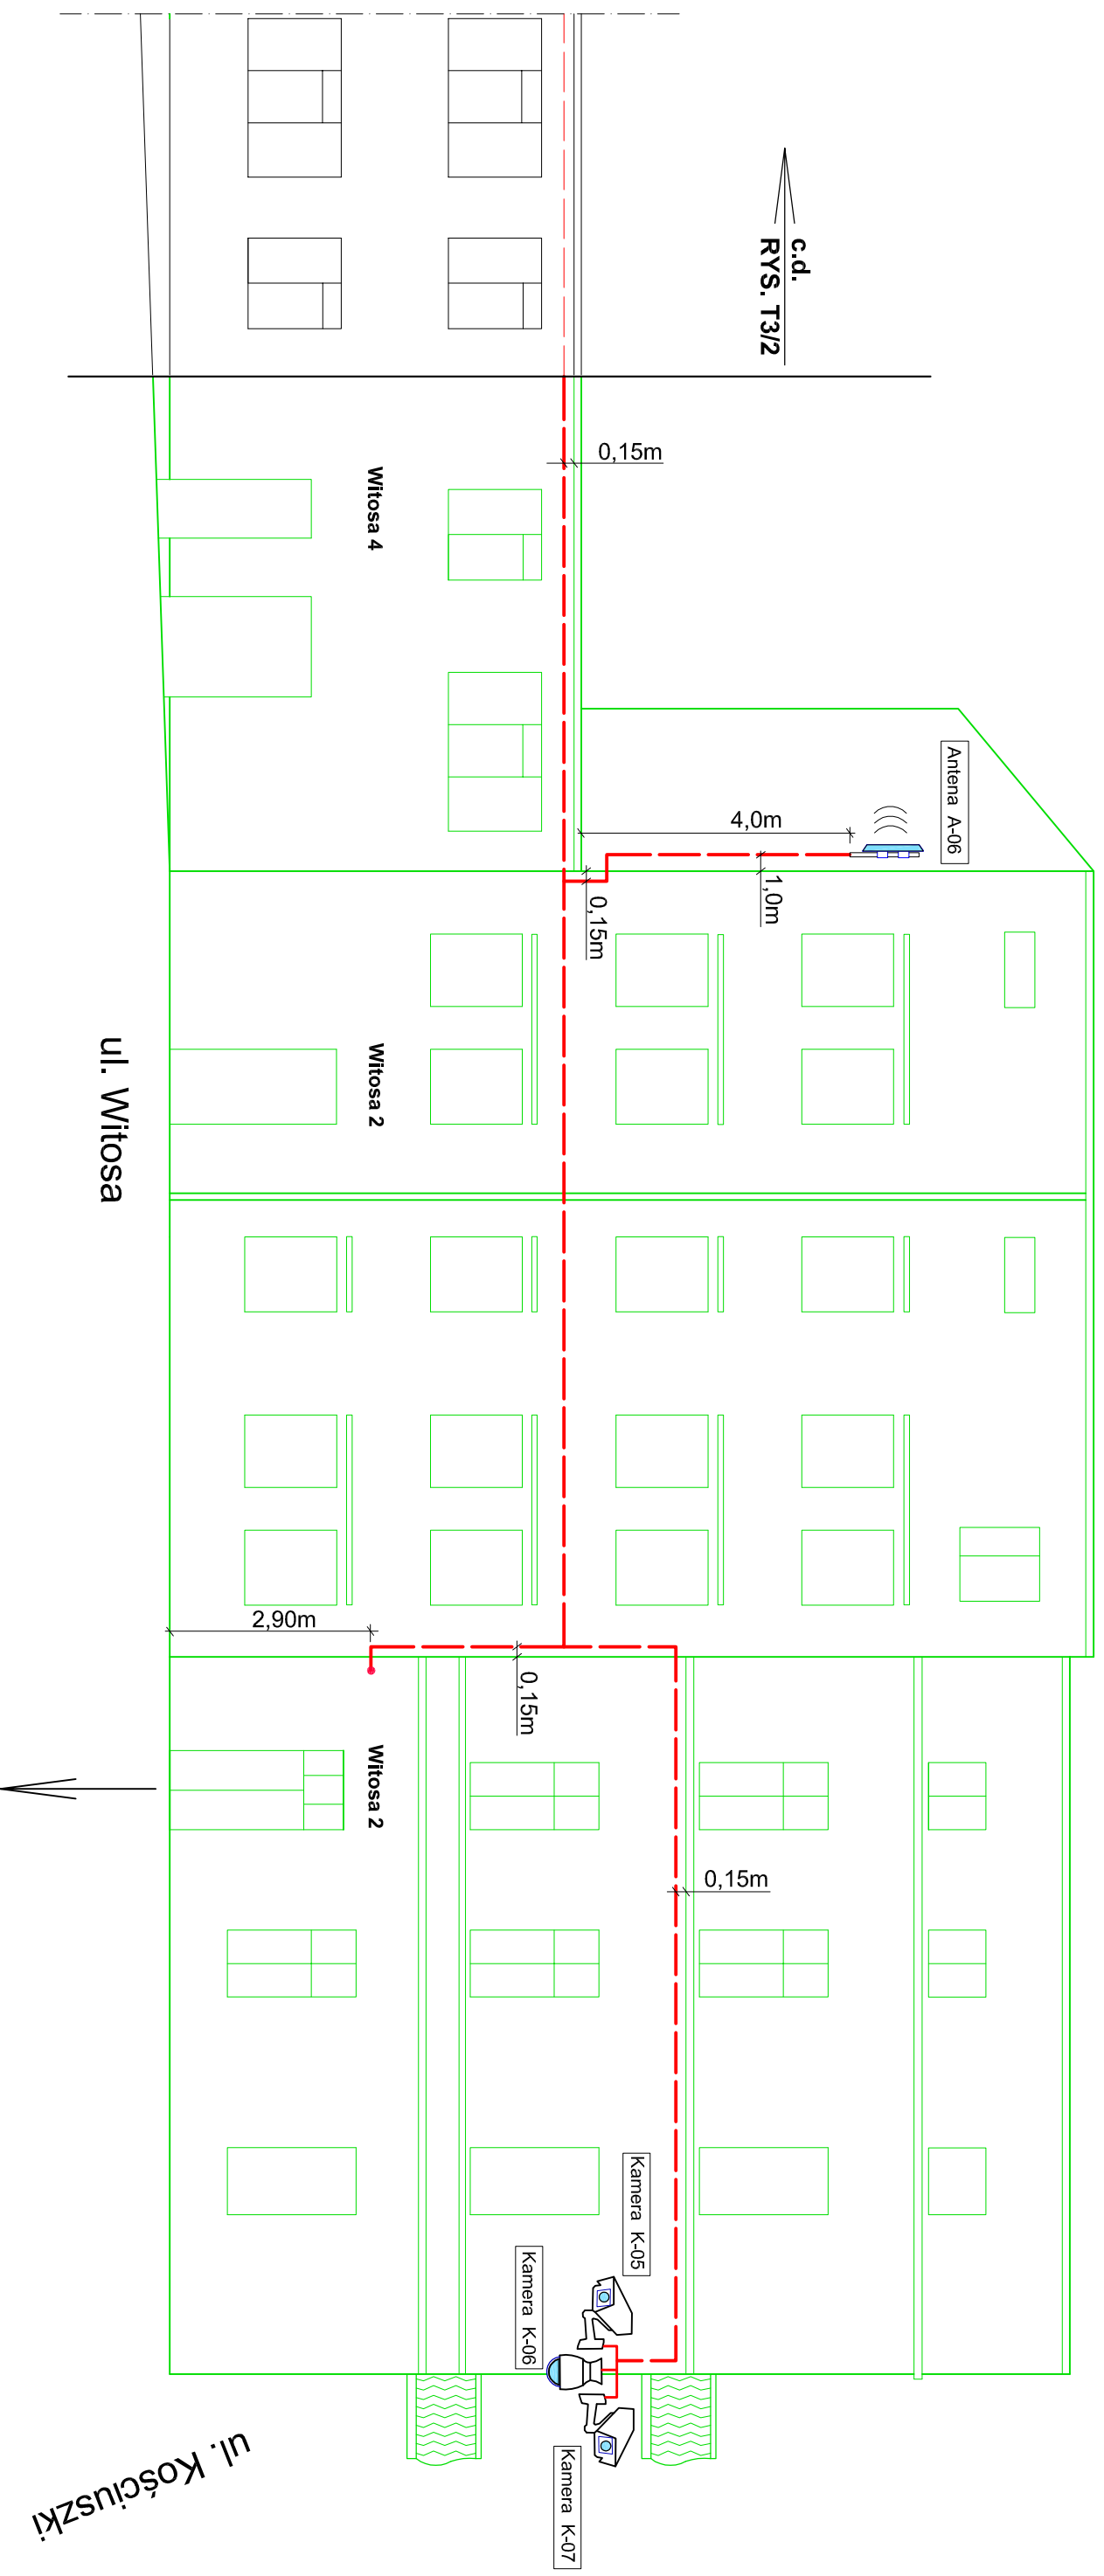 c.d.
RYS. T3/2
0,15m
Witosa 4
Antena A-06
4,0m
1,0m
0,15m
Witosa 2
ul. Witosa
2,90m
0,15m
Witosa 2
0,15m
Kamera K-05
Kamera K-06
Kamera K-07
ul. Kościuszki